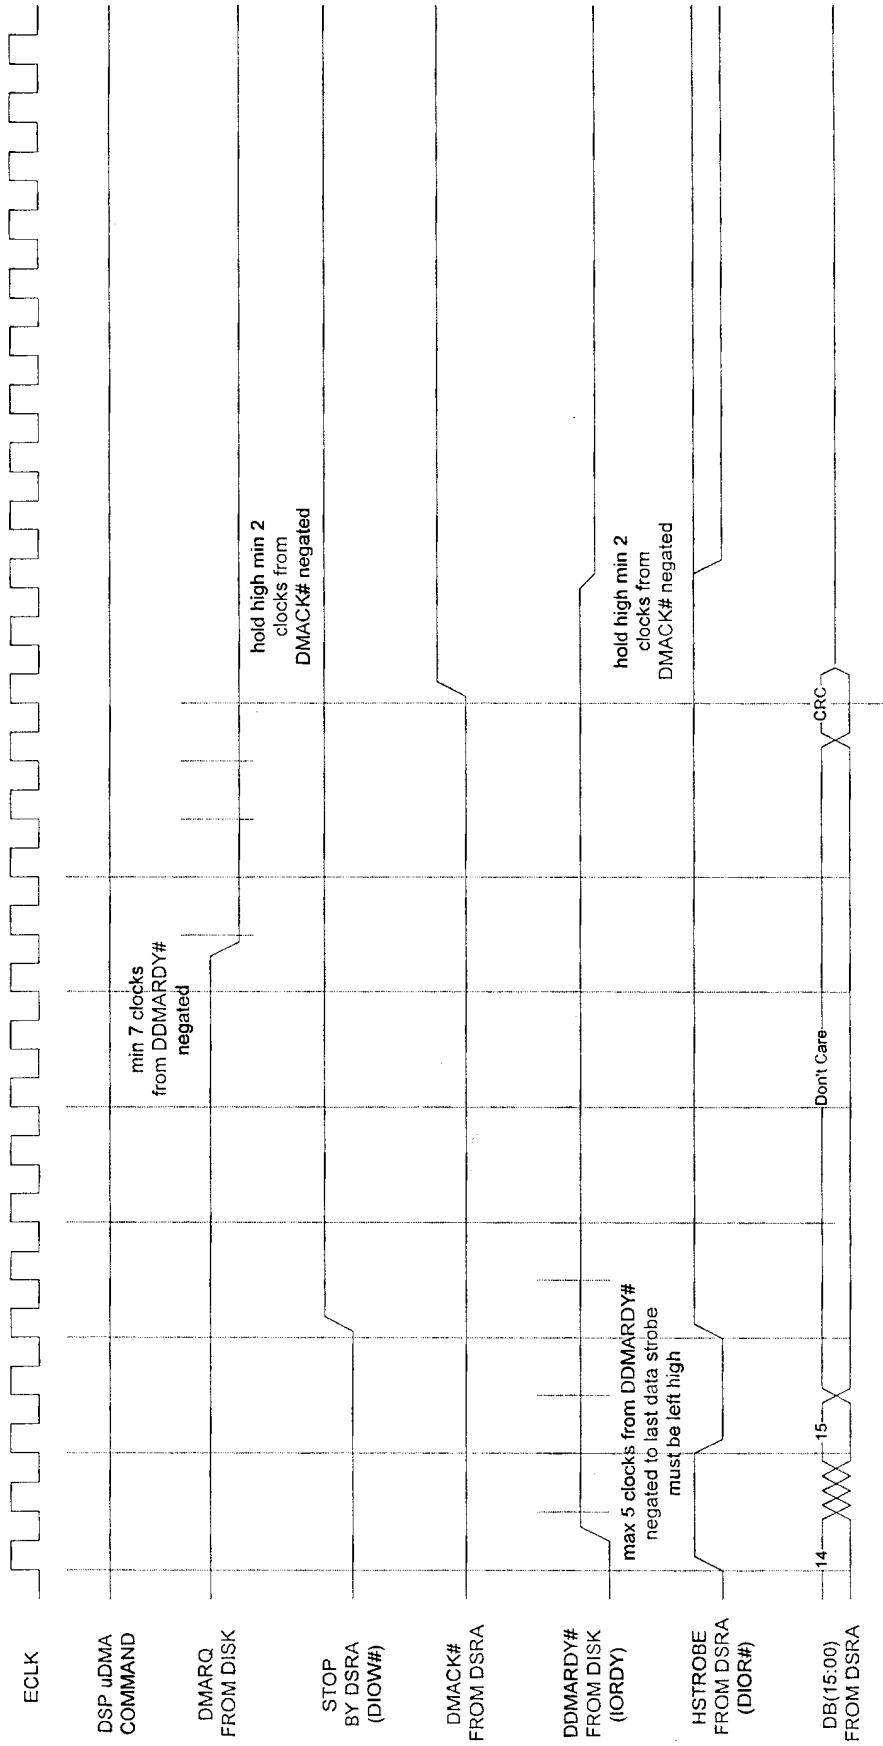 ECLK
DSP uDMA
COMMAND
min 7 clocks
from DDMARDY#
negated
DMARQ
FROM DISK
hold high min 2
clocks from
DMACK# negated
STOP
BY DSRA
(DIOW#)
DMACK#
FROM DSRA
DDMARDY#
FROM DISK
(IORDY)
max 5 clocks from DDMARDY#
negated to last data strobe
must be left high
hold high min 2
clocks from
DMACK# negated
HSTROBE
FROM DSRA
(DIOR#)
DB(15:00)
FROM DSRA
14
15
Don't Care
CRC